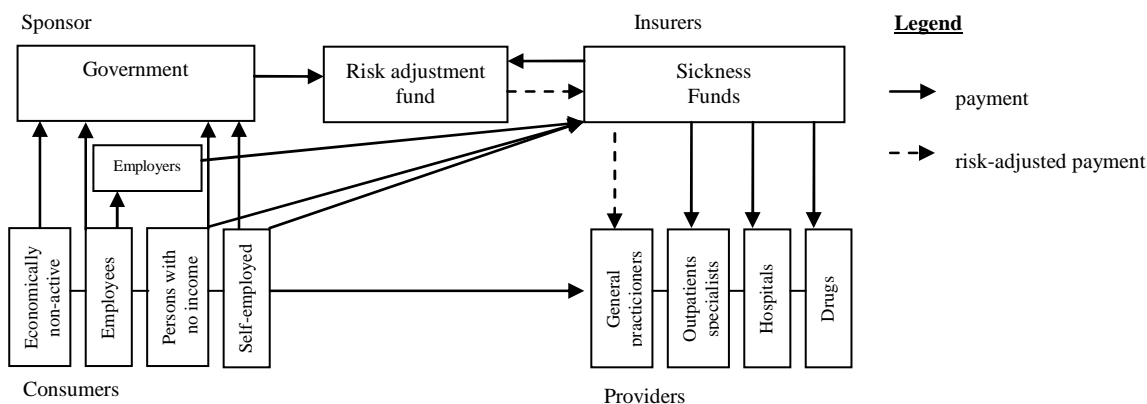 Sponsor
Insurers
Legend
Government
Risk adjustment
fund
Sickness
Funds
payment
risk-adjusted payment
Employers
Economically
non-active
Employees
Persons with
no income
Self-employed
General
practicioners
Outpatients
specialists
Hospitals
Drugs
Consumers
Providers